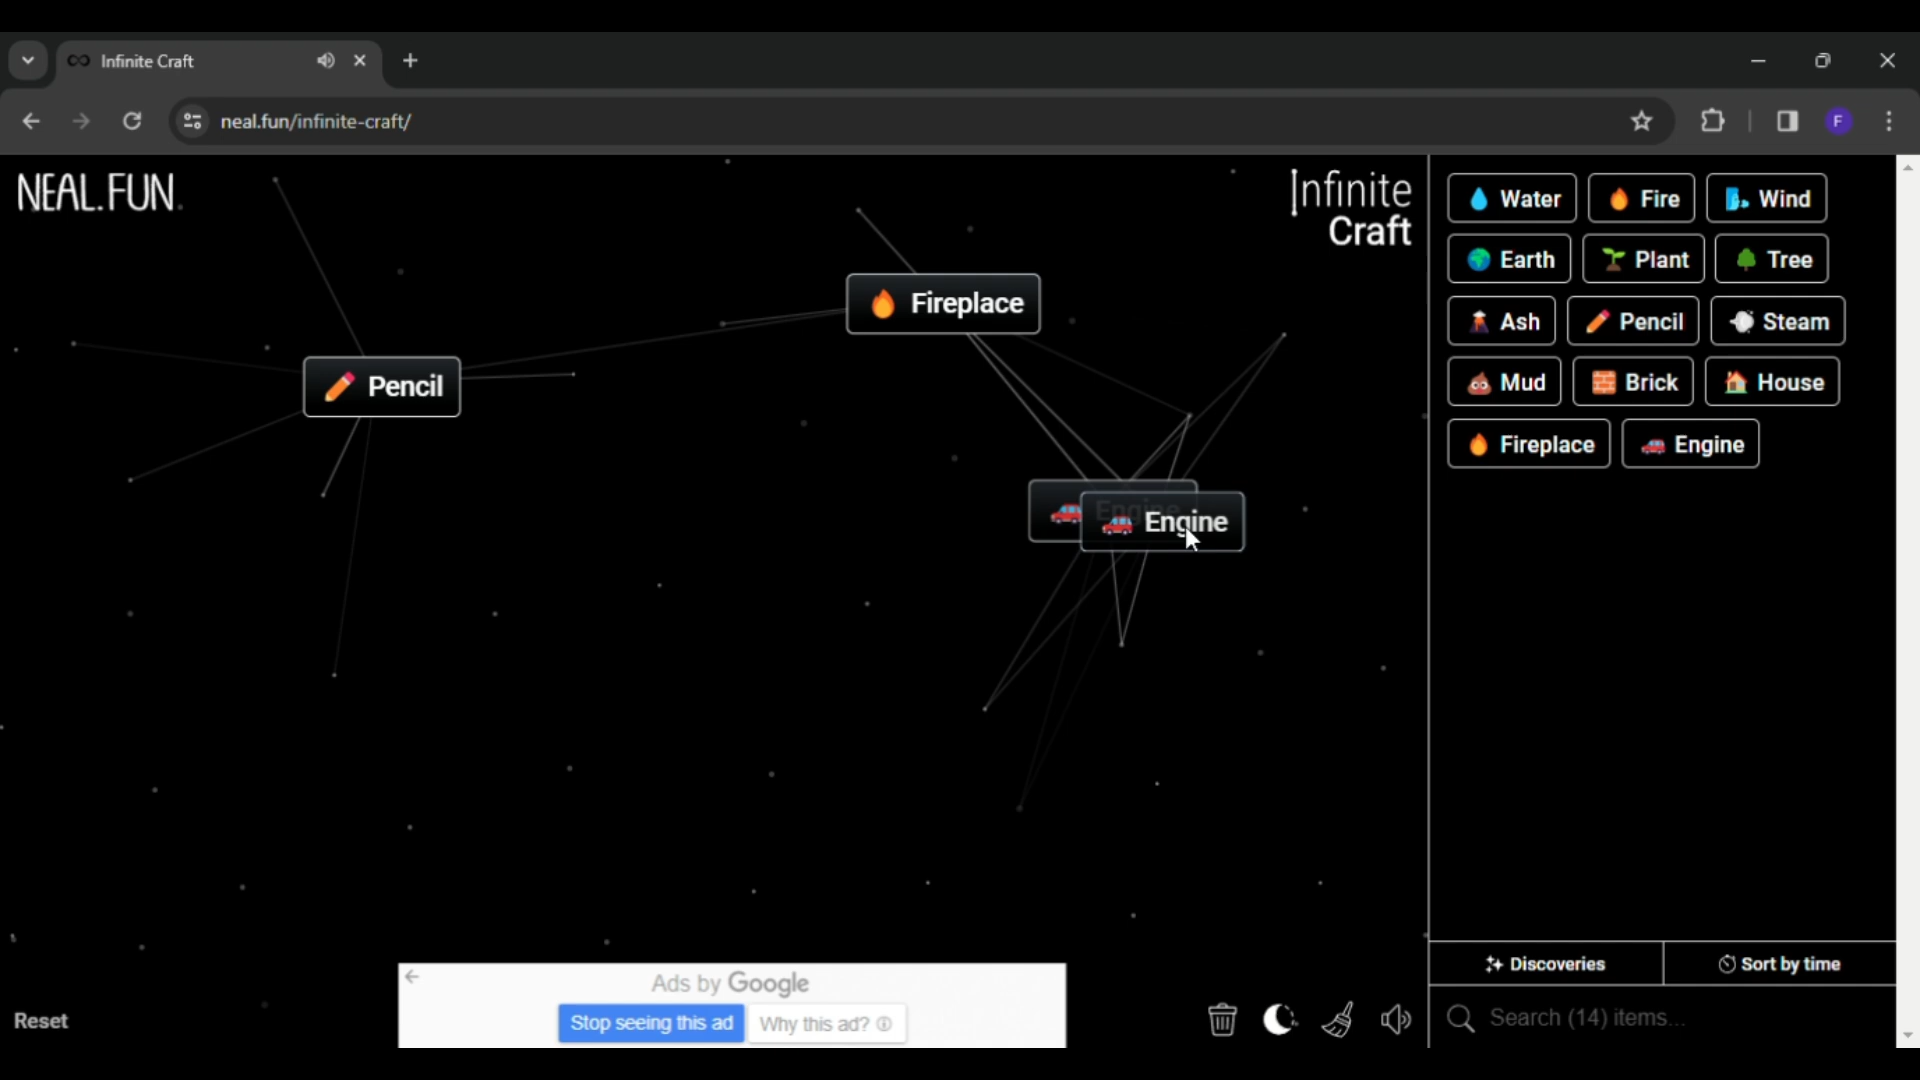 Infinite Craft
neal.fun/infinite-craft/
F
NEAL.FUN
Infinite
Craft
Fireplace
Pencil
Engine
Engine
Water
Fire
Wind
Earth
Plant
Tree
Ash
Pencil
Steam
Mud
Brick
House
Fireplace
Engine
Discoveries
Sort by time
Search (14) items...
Reset
Ads by Google
Stop seeing this ad
Why this ad?